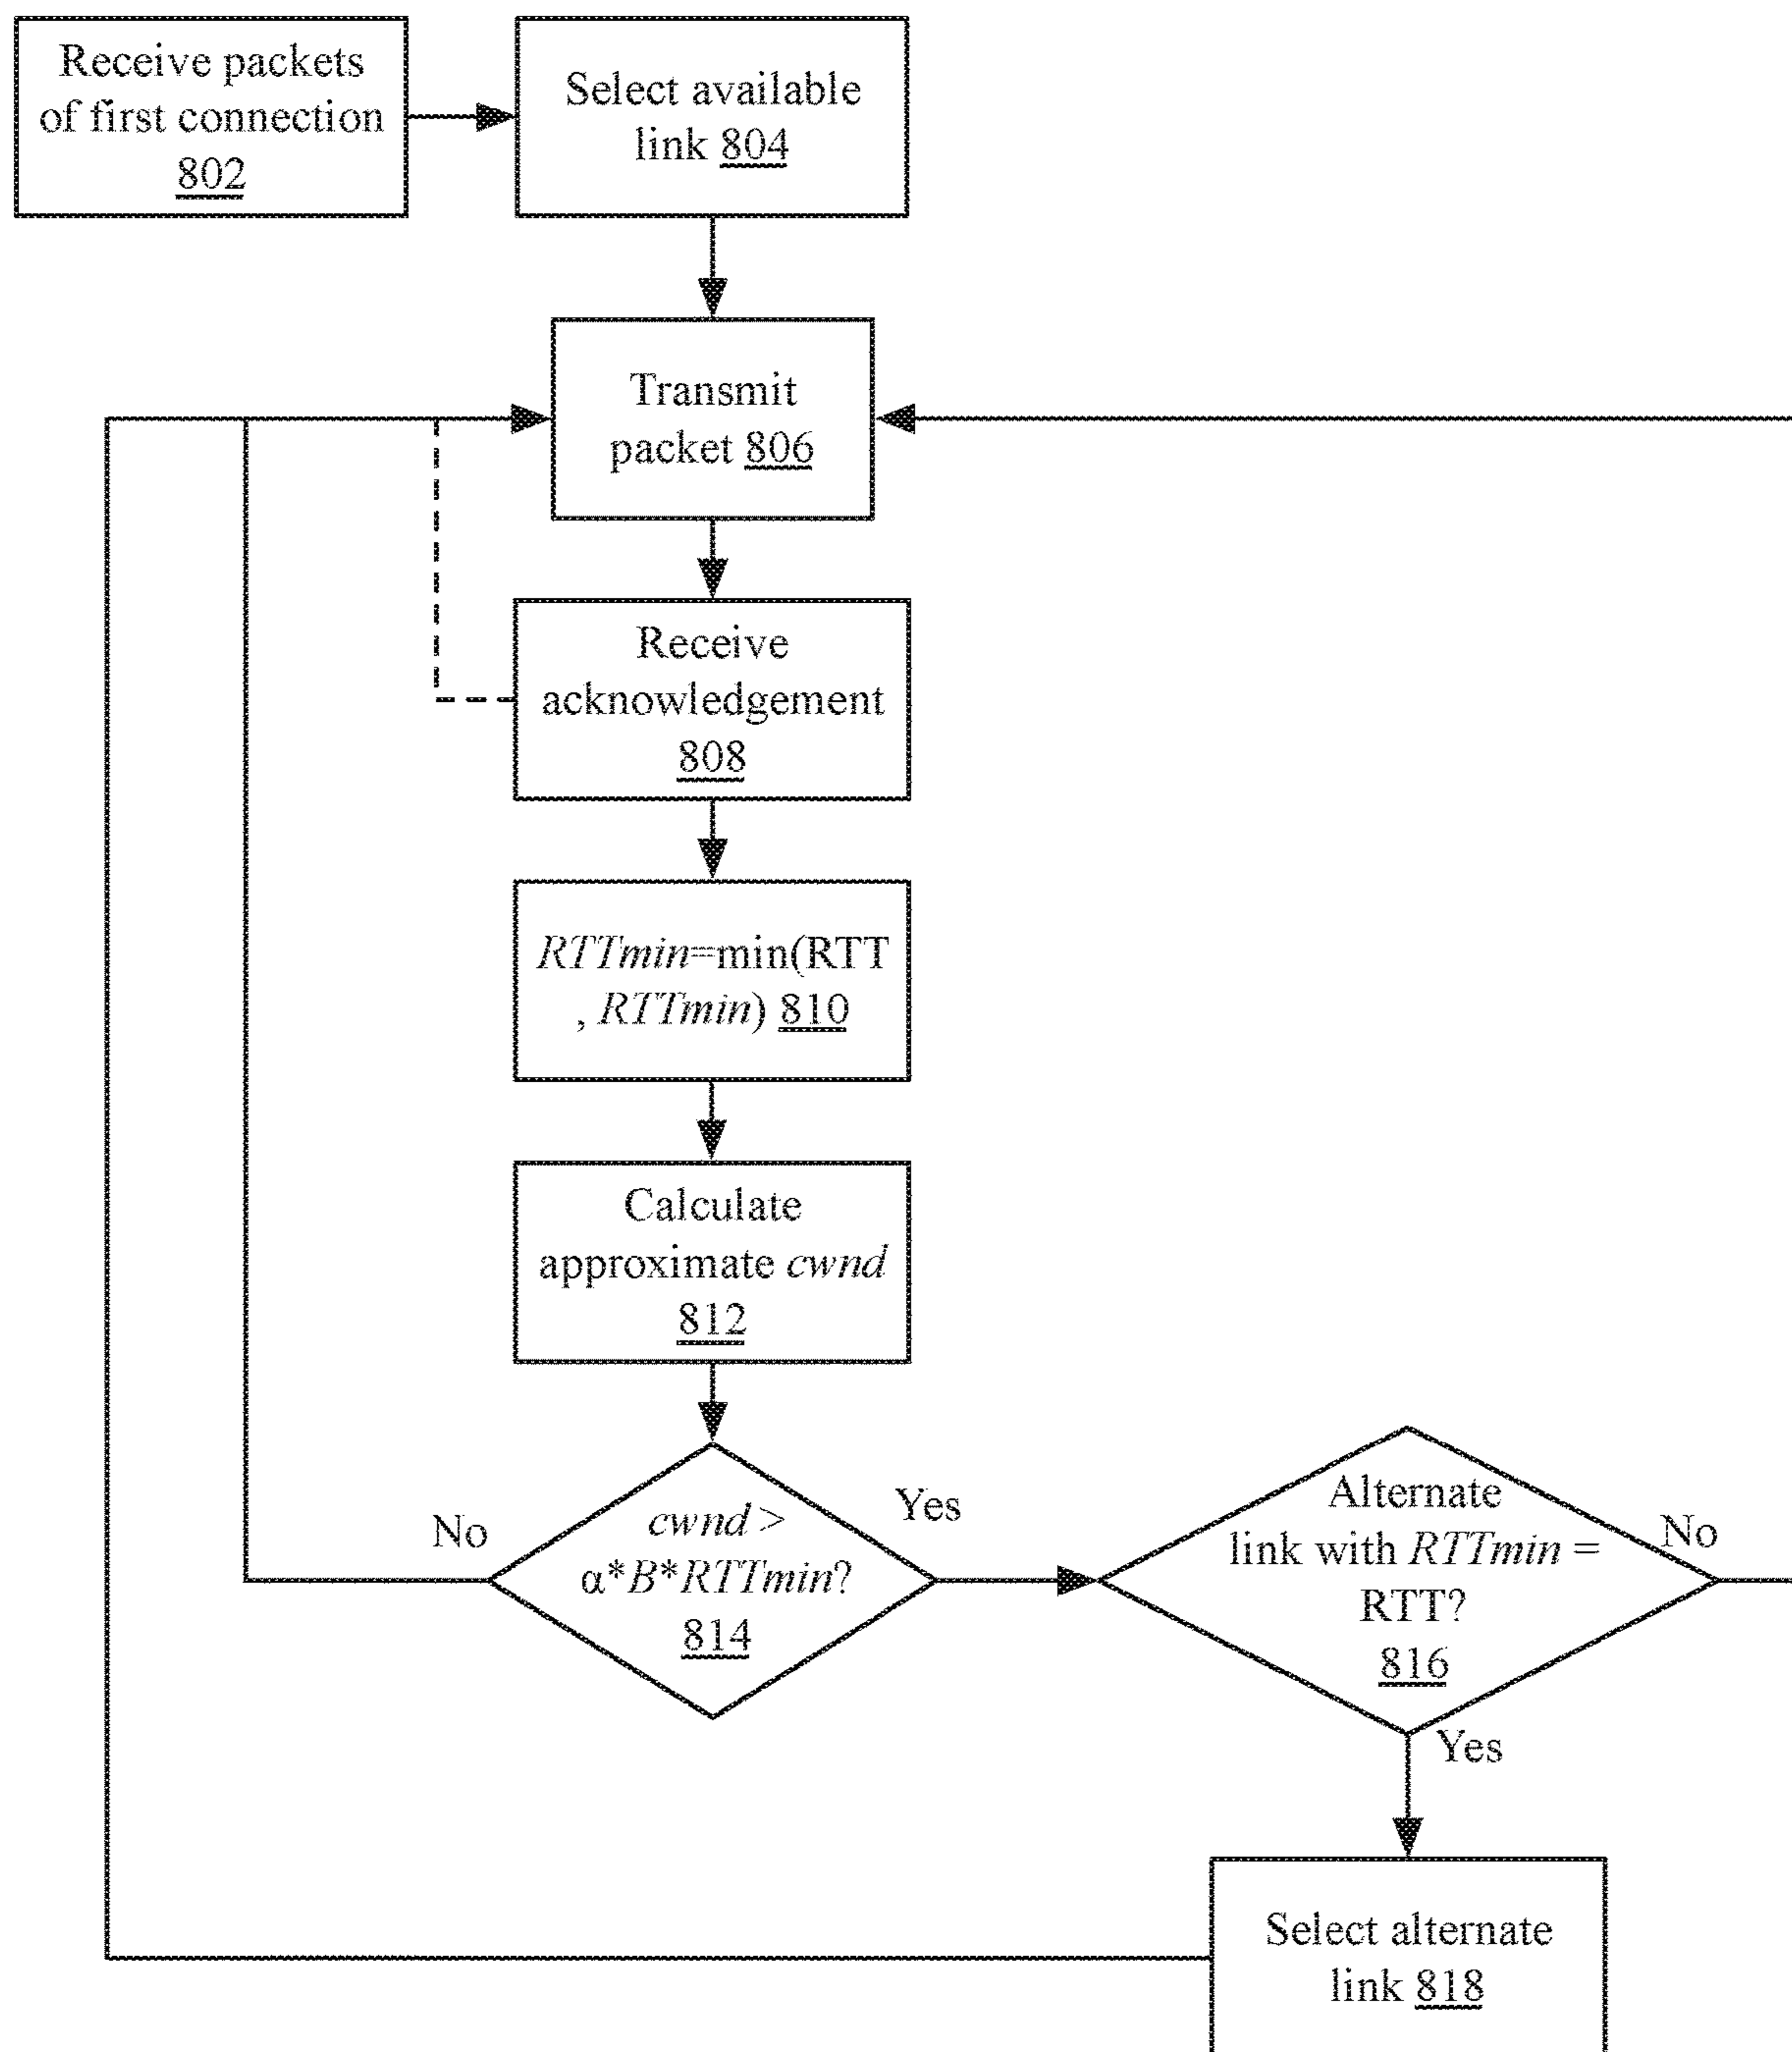 Receive packets
of first connection
802
Select available
link 804
Transmit
packet 806
Receive
acknowledgement
808
RTTmin=min(RTT
, RTTmin) 810
Calculate
approximate cwnd
812
No
cwnd >
α*B*RTTmin?
814
Yes
Alternate
link with RTTmin =
RTT?
816
No
Yes
Select alternate
link 818